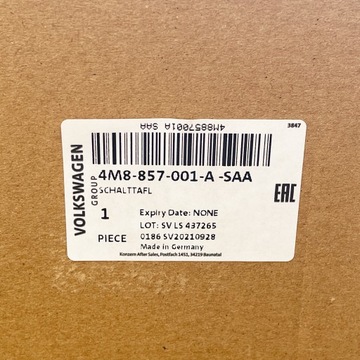 4M8857001A SAA
3847
VOLKSWAGEN
GROUP
4M8-857-001-A -SAA
SCHALTTAFL
EAC
1
PIECE
Expiry Date: NONE
LOT: SV LS 437265
0186 SV20210928
Made in Germany
Konzern After Sales, Postfach 1453, 34219 Baunatal